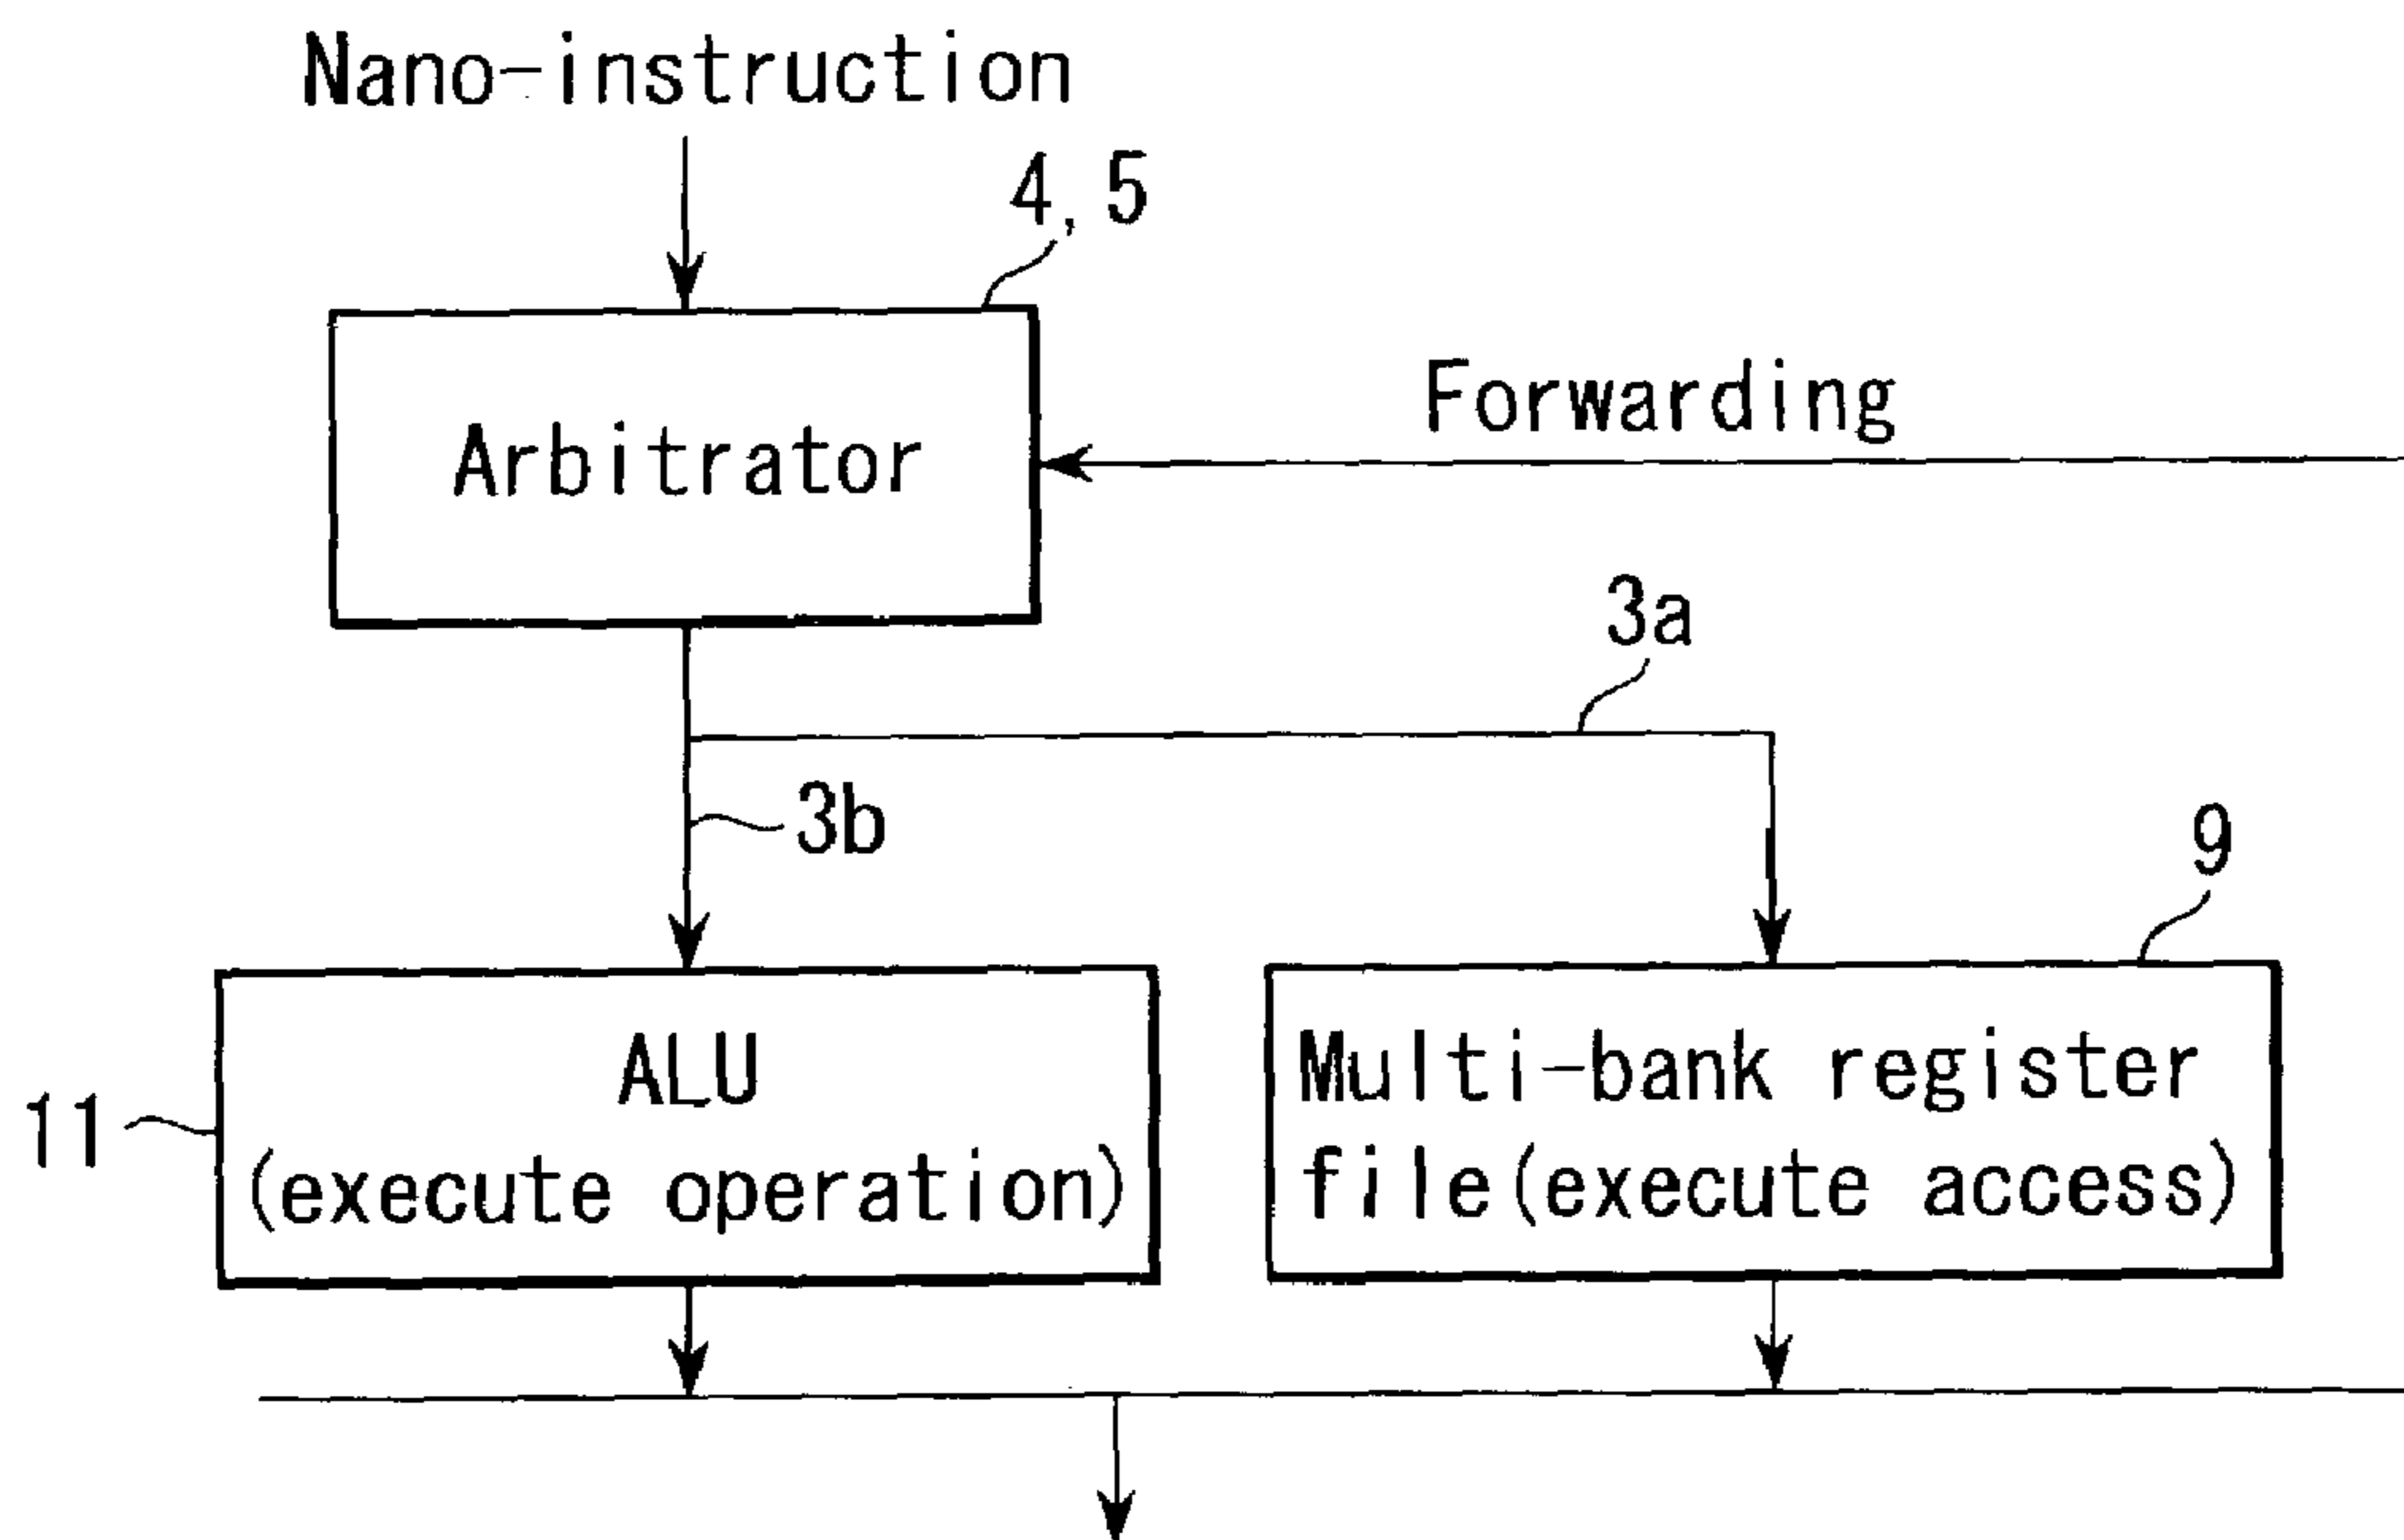 Nano-instruction
4, 5
Arbitrator
Forwarding
3a
3b
9
ALU
(execute operation)
11
Multi-bank register
file(execute access)